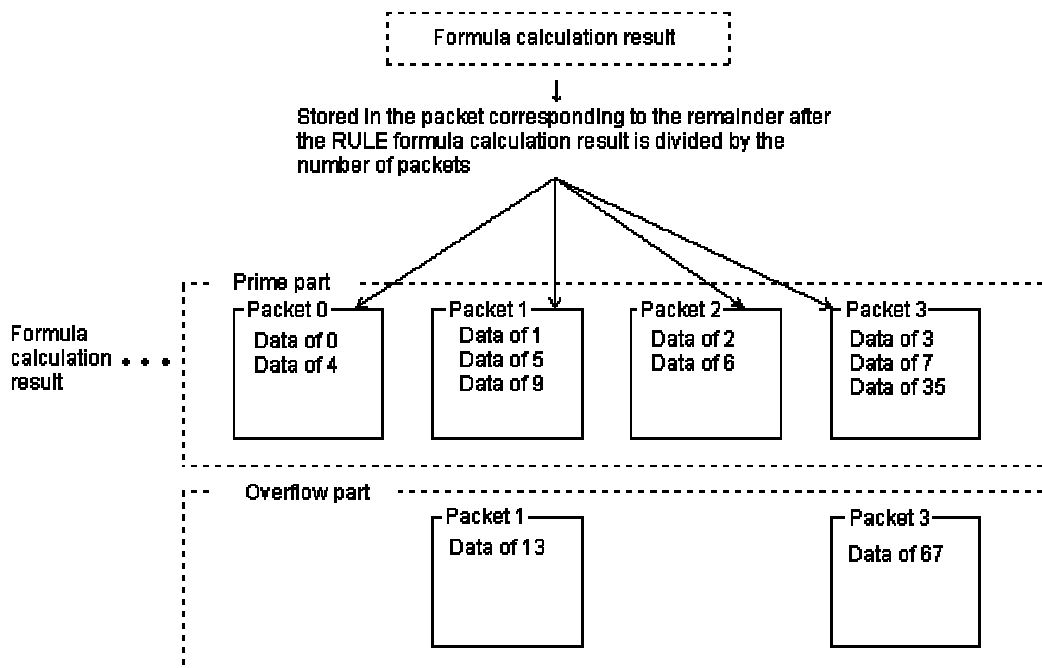 Formula calculation result
Stored in the packet corresponding to the remainder after
the RULE formula calculation result is divided by the
number of packets
Prime part
Formula
calculation
result
Packet 0
Data of 0
Data of 4
Packet 1
Data of 1
Data of 5
Data of 9
Packet 2
Data of 2
Data of 6
Packet 3
Data of 3
Data of 7
Data of 35
Overflow part
Packet 1
Data of 13
Packet 3
Data of 67